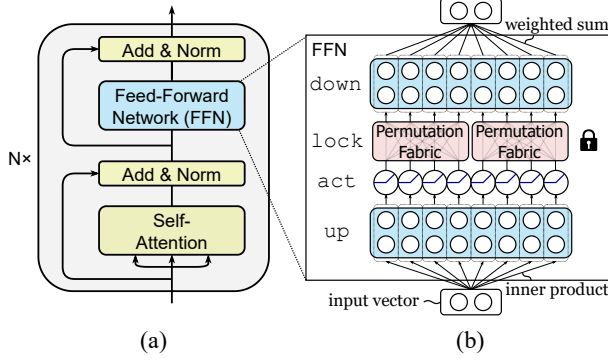 Add & Norm
Feed-Forward
Network (FFN)
N×
Add & Norm
Self-
Attention
(a)
weighted sum
FFN
down
lock
Permutation
Fabric
Permutation
Fabric
act
up
inner product
input vector
(b)